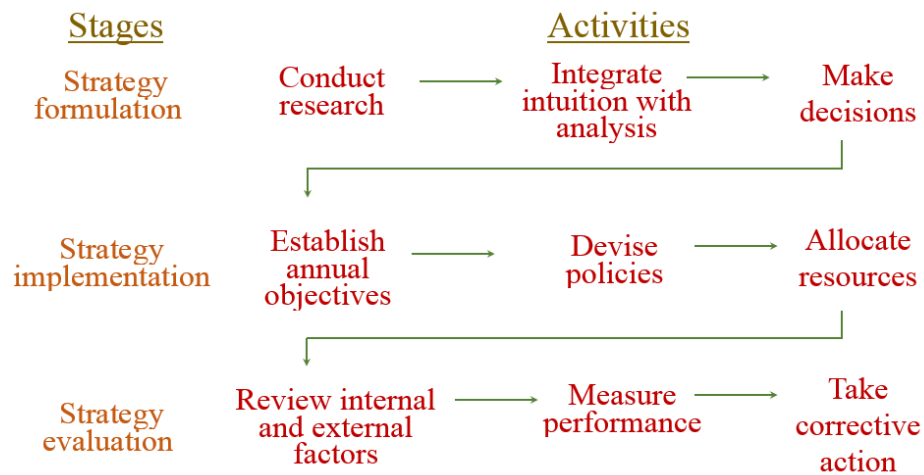 Stages
Activities
Strategy
formulation
Conduct
research
Integrate
intuition with
analysis
Make
decisions
Strategy
implementation
Establish
annual
objectives
Devise
policies
Allocate
resources
Strategy
evaluation
Review internal
and external
factors
Measure
performance
Take
corrective
action